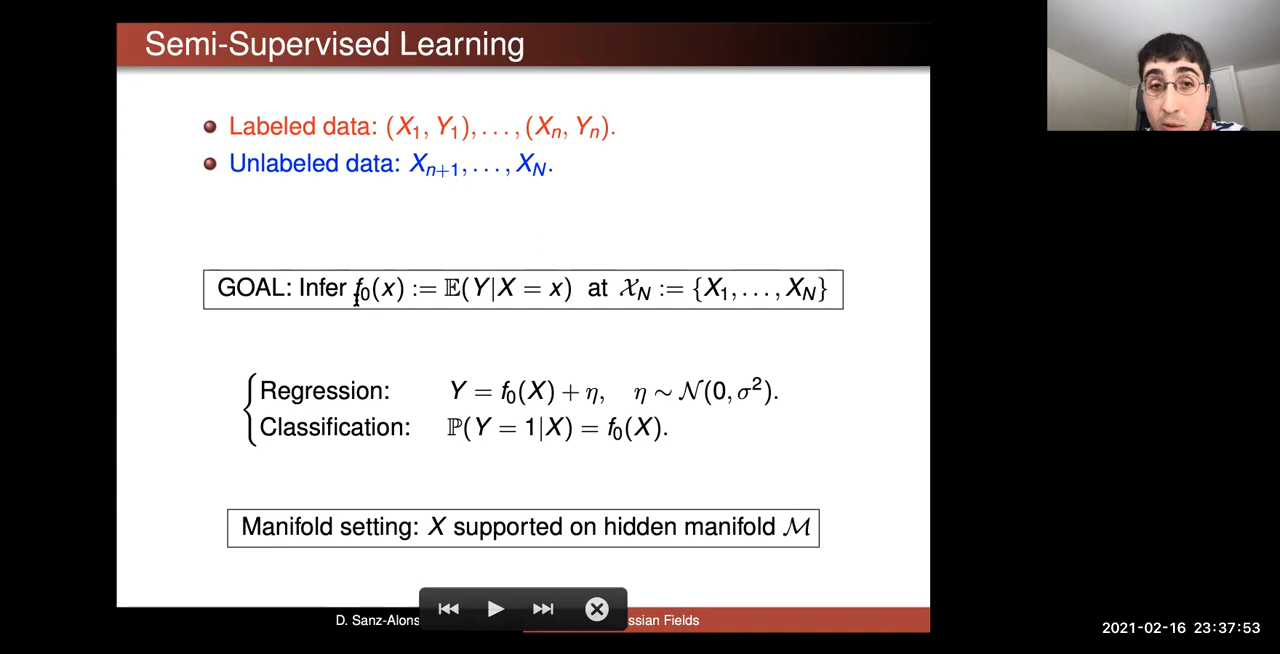 Semi-Supervised Learning
Labeled data: (X₁, Y₁), . . . , (Xₙ, Yₙ).
Unlabeled data: Xₙ₊₁, . . . , X_N.
GOAL: Infer f₀(x) := 𝔼(Y|X = x) at 𝒳_N := {X₁, . . . , X_N}
Regression: Y = f₀(X) + η, η ∼ 𝒩(0, σ²).
Classification: ℙ(Y = 1|X) = f₀(X).
Manifold setting: X supported on hidden manifold ℳ
D. Sanz-Alons
ssian Fields
2021-02-16 23:37:53